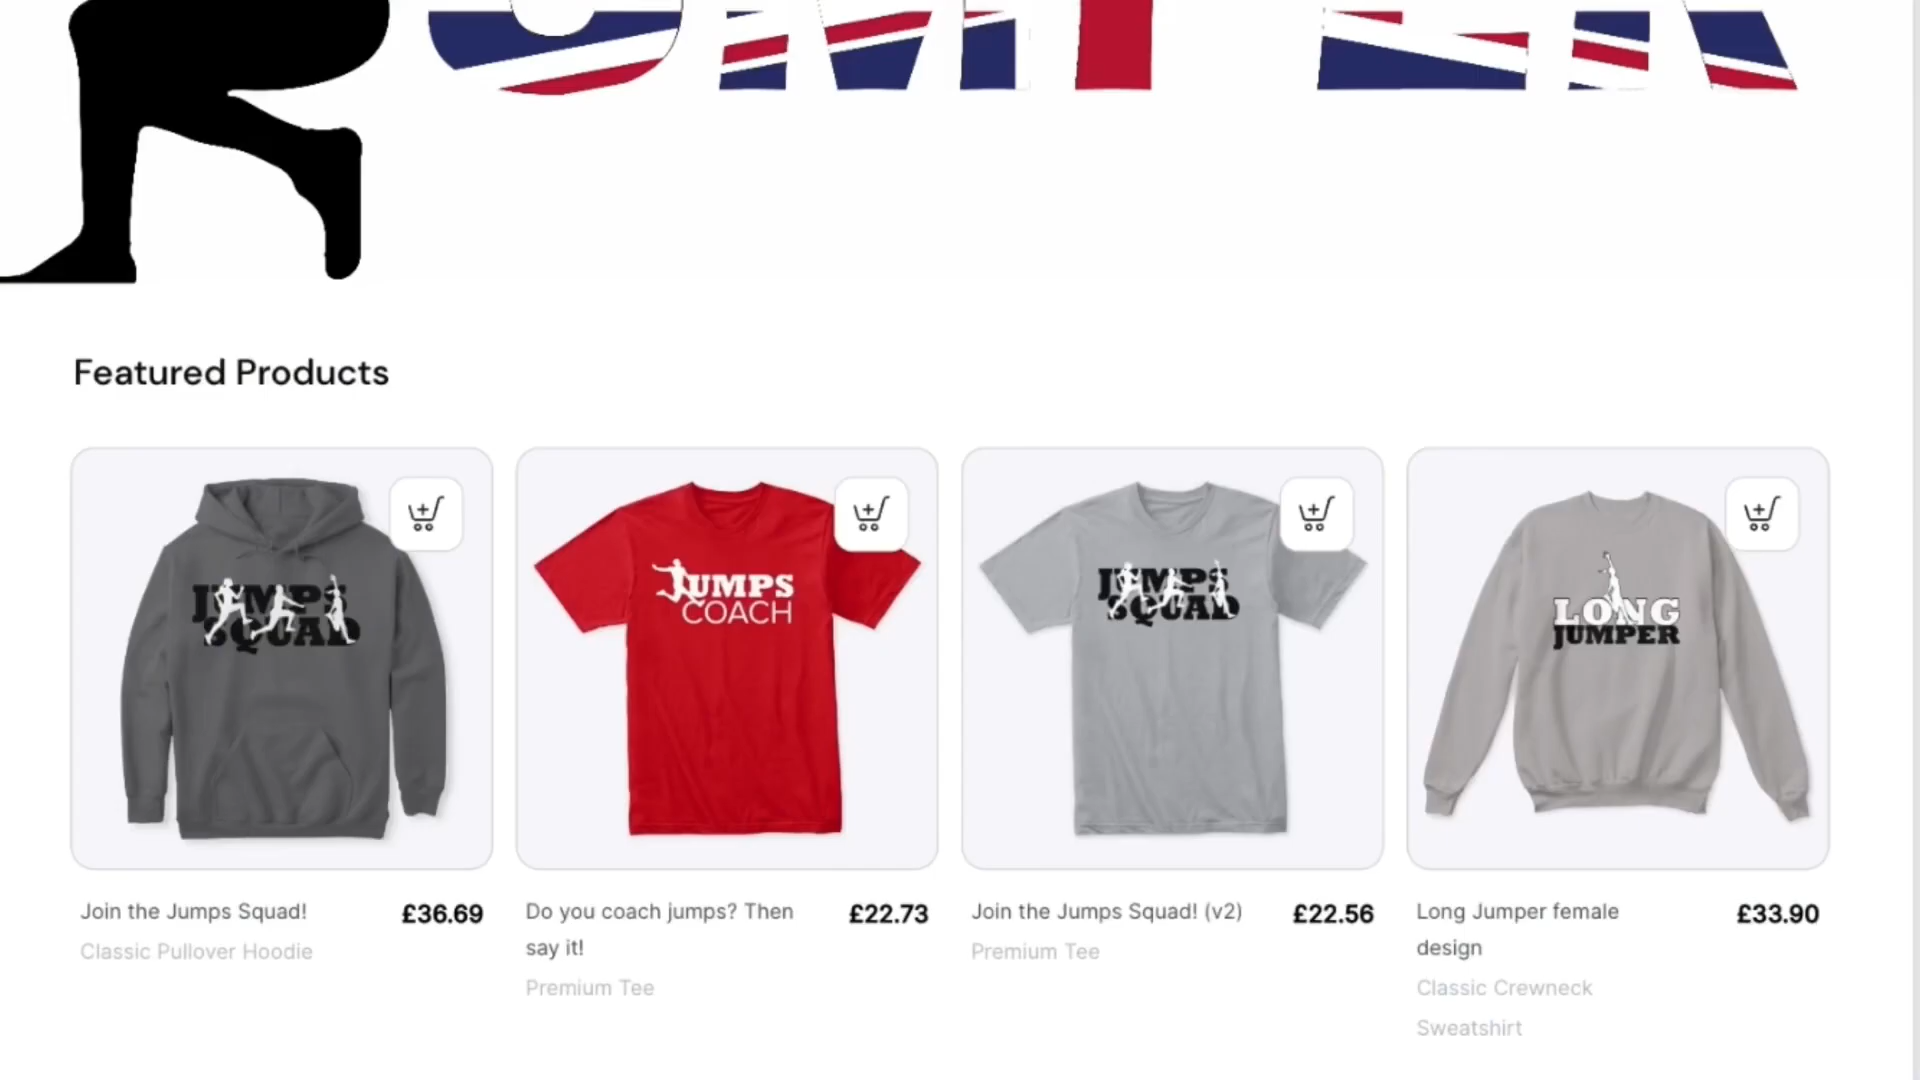 UMPER
Featured Products
JUMPS
SQUAD
JUMPS
COACH
JUMPS
SQUAD
LONG
JUMPER
Join the Jumps Squad!
£36.69
Classic Pullover Hoodie
Do you coach jumps? Then
say it!
£22.73
Premium Tee
Join the Jumps Squad! (v2)
£22.56
Premium Tee
Long Jumper female
design
£33.90
Classic Crewneck
Sweatshirt